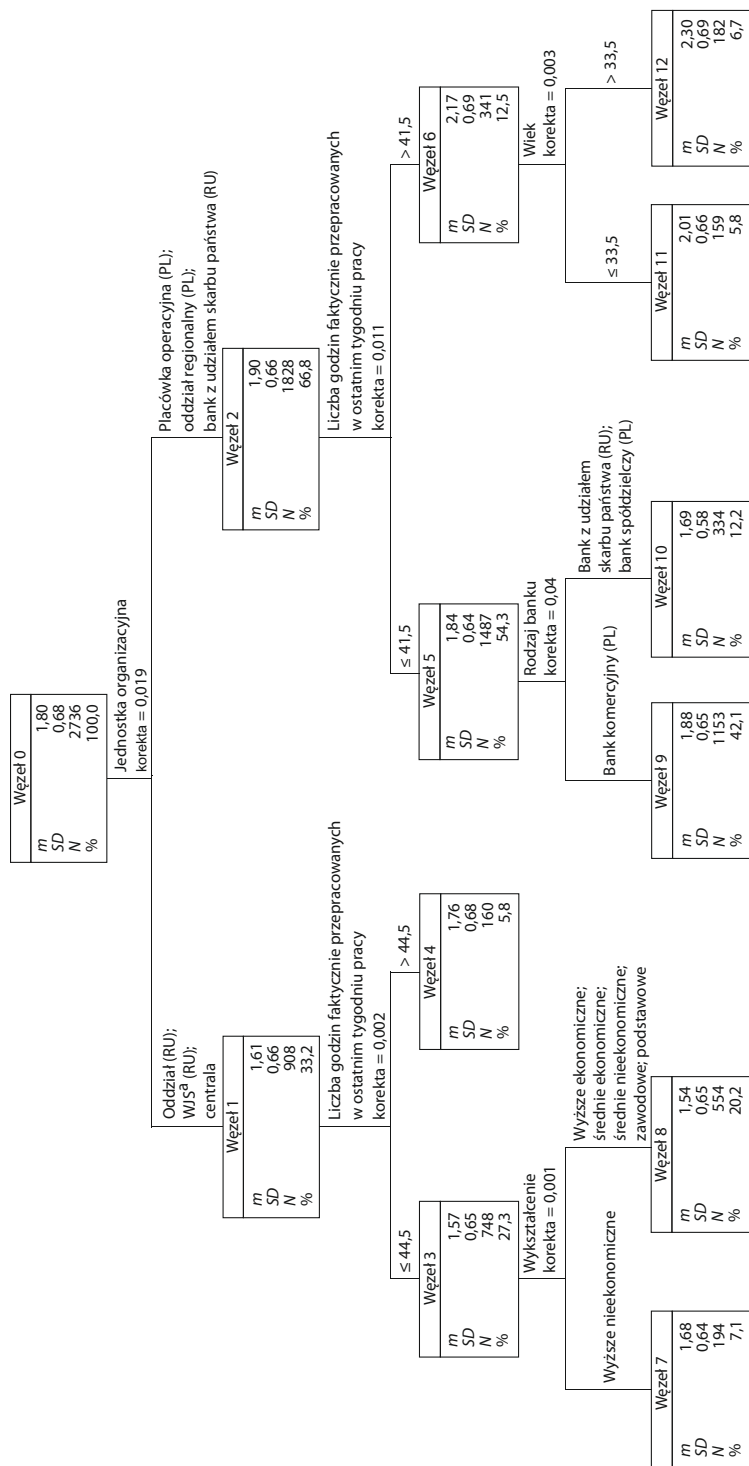 Węzeł 0
m 1,80
SD 0,68
N 2736
% 100,0
Jednostka organizacyjna
korekta = 0,019
Oddział (RU);
WJSª (RU);
centrala
Placówka operacyjna (PL);
oddział regionalny (PL);
bank z udziałem skarbu państwa (RU)
Węzeł 1
m 1,61
SD 0,66
N 908
% 33,2
Węzeł 2
m 1,90
SD 0,66
N 1828
% 66,8
Liczba godzin faktycznie przepracowanych
w ostatnim tygodniu pracy
korekta = 0,002
Liczba godzin faktycznie przepracowanych
w ostatnim tygodniu pracy
korekta = 0,011
≤ 44,5
> 44,5
≤ 41,5
> 41,5
Węzeł 3
m 1,57
SD 0,65
N 748
% 27,3
Węzeł 4
m 1,76
SD 0,68
N 160
% 5,8
Węzeł 5
m 1,84
SD 0,64
N 1487
% 54,3
Węzeł 6
m 2,17
SD 0,69
N 341
% 12,5
Wykształcenie
korekta = 0,001
Rodzaj banku
korekta = 0,04
Wiek
korekta = 0,003
Wyższe nieekonomiczne
Wyższe ekonomiczne;
średnie ekonomiczne;
średnie nieekonomiczne;
zawodowe; podstawowe
Bank komercyjny (PL)
Bank z udziałem
skarbu państwa (RU);
bank spółdzielczy (PL)
≤ 33,5
> 33,5
Węzeł 7
m 1,68
SD 0,64
N 194
% 7,1
Węzeł 8
m 1,54
SD 0,65
N 554
% 20,2
Węzeł 9
m 1,88
SD 0,65
N 1153
% 42,1
Węzeł 10
m 1,69
SD 0,58
N 334
% 12,2
Węzeł 11
m 2,01
SD 0,66
N 159
% 5,8
Węzeł 12
m 2,30
SD 0,69
N 182
% 6,7